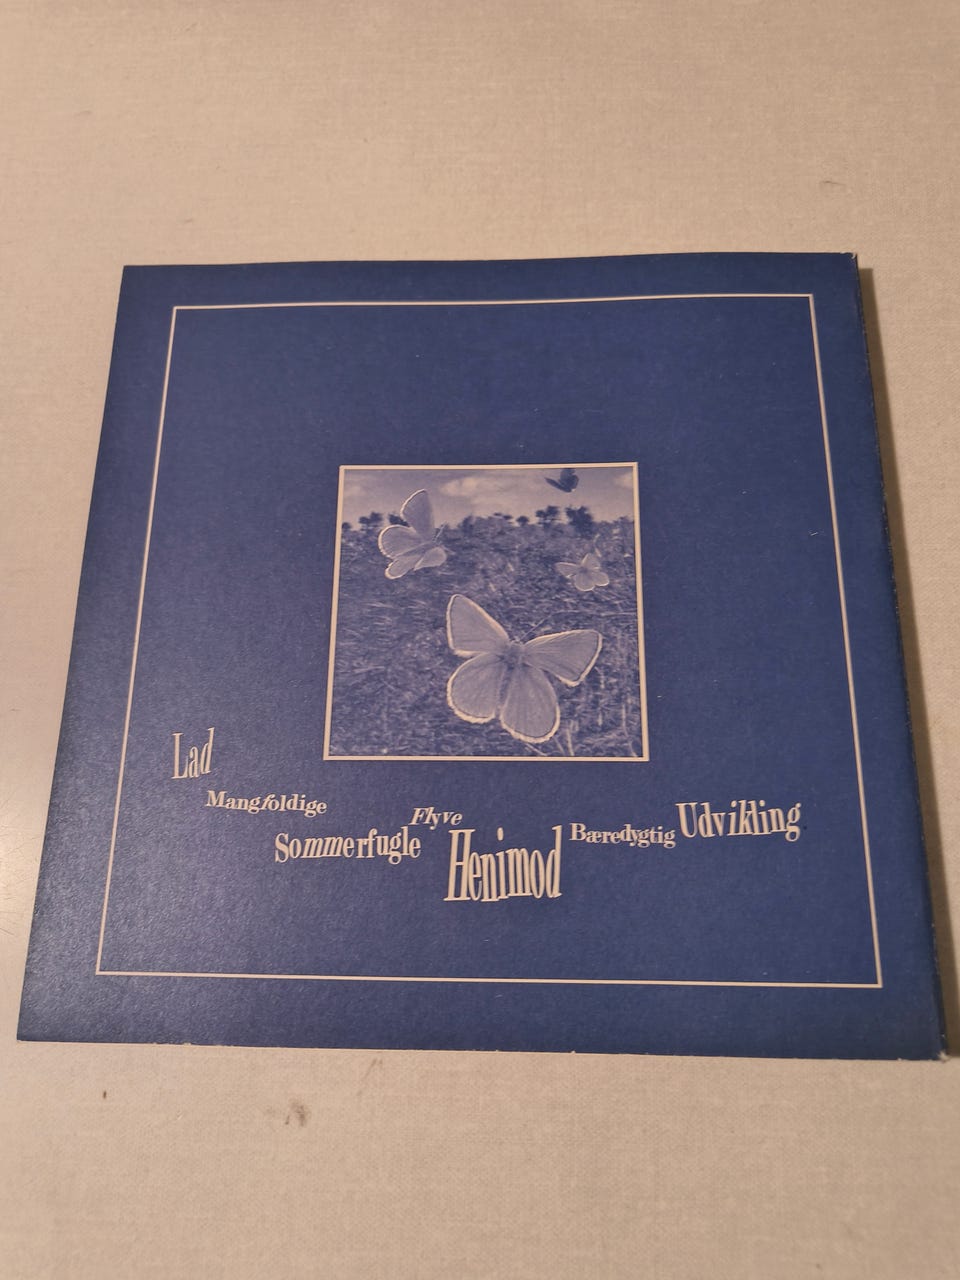 Lad
Mangfoldige
Sommerfugle
Flyve
Henimod
Bæredygtig
Udvikling